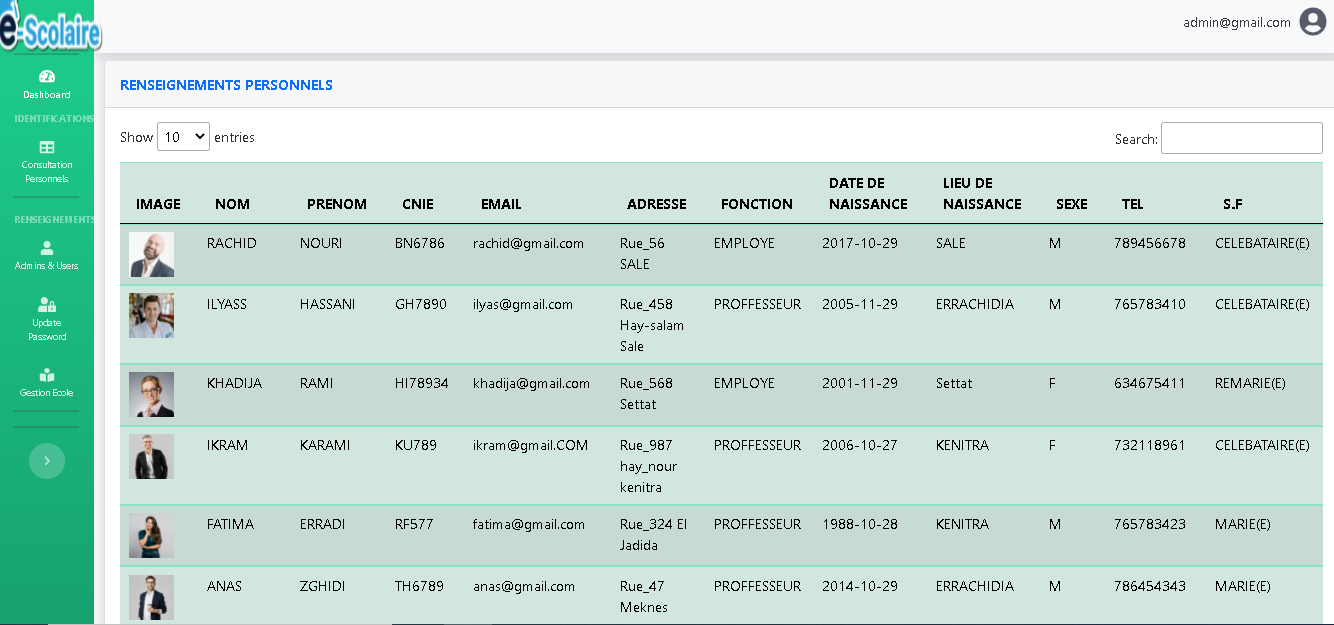 e-Scolaire
admin@gmail.com
Dashboard
IDENTIFICATIONS
Consultation
Personnels
RENSEIGNEMENTS
Admins & Users
Update
Password
Gestion Ecole
RENSEIGNEMENTS PERSONNELS
Show 10 entries
Search:
IMAGE NOM PRENOM CNIE EMAIL ADRESSE FONCTION DATE DE NAISSANCE LIEU DE NAISSANCE SEXE TEL S.F
RACHID NOURI BN6786 rachid@gmail.com Rue_56 SALE EMPLOYE 2017-10-29 SALE M 789456678 CELEBATAIRE(E)
ILYASS HASSANI GH7890 ilyas@gmail.com Rue_458 Hay-salam Sale PROFFESSEUR 2005-11-29 ERRACHIDIA M 765783410 CELEBATAIRE(E)
KHADIJA RAMI HI78934 khadija@gmail.com Rue_568 Settat EMPLOYE 2001-11-29 Settat F 634675411 REMARIE(E)
IKRAM KARAMI KU789 ikram@gmail.COM Rue_987 hay_nour kenitra PROFFESSEUR 2006-10-27 KENITRA F 732118961 CELEBATAIRE(E)
FATIMA ERRADI RF577 fatima@gmail.com Rue_324 El Jadida PROFFESSEUR 1988-10-28 KENITRA M 765783423 MARIE(E)
ANAS ZGHIDI TH6789 anas@gmail.com Rue_47 Meknes PROFFESSEUR 2014-10-29 ERRACHIDIA M 786454343 MARIE(E)